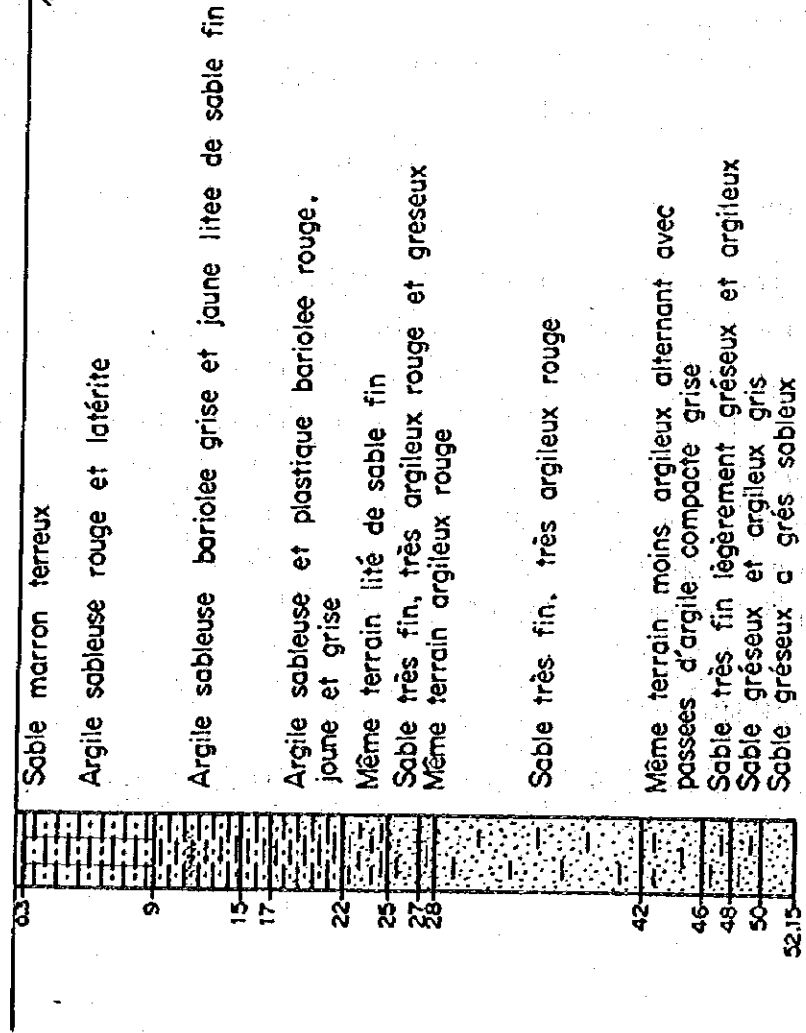 0.3
Sable marron terreux
Argile sableuse rouge et latérite
9
Argile sableuse bariolee grise et jaune litee de sable fin
15
17
Argile sableuse et plastique bariolee rouge,
jaune et grise
22
Même terrain lité de sable fin
25
Sable très fin, très argileux rouge et greseux
27
Même terrain argileux rouge
28
Sable très fin, très argileux rouge
42
Même terrain moins argileux alternant avec
passées d'argile compacte grise
46
Sable très fin légèrement gréseux et argileux
48
Sable gréseux et argileux gris
50
Sable gréseux a grés sableux
52.15